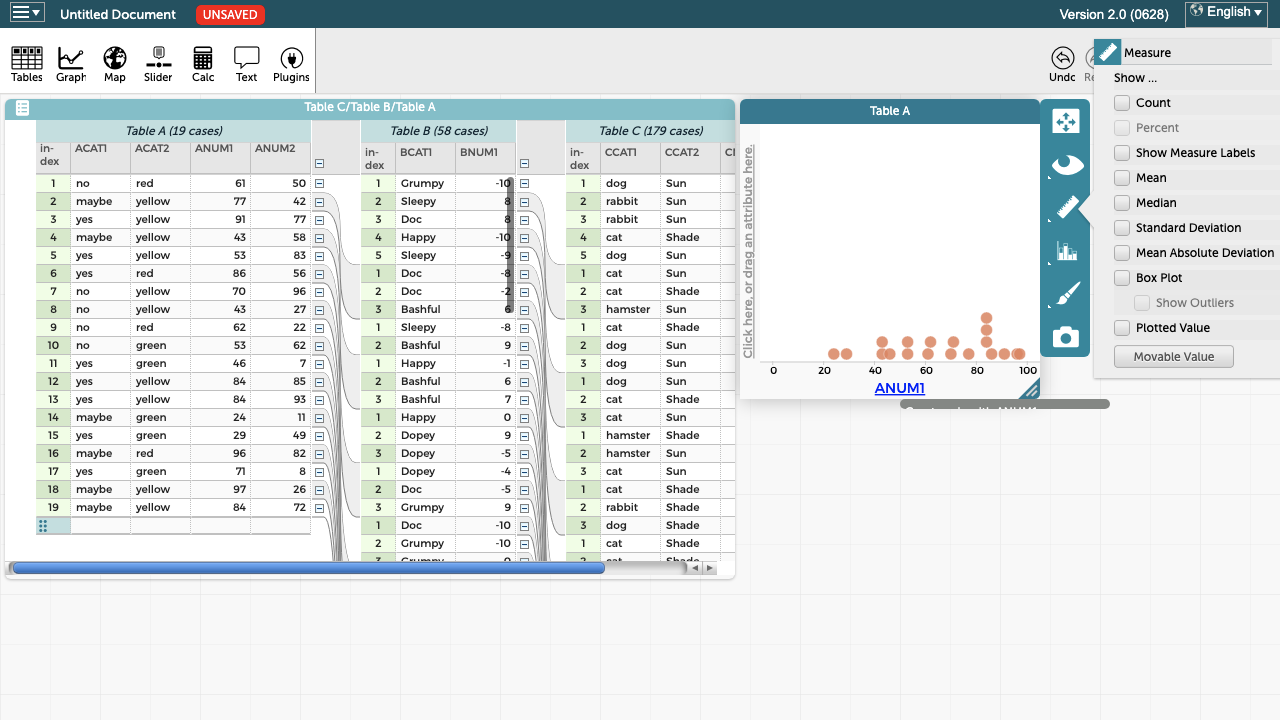 Untitled Document UNSAVED Version 2.0 (0628) English
Tables Graph Map Slider Calc Text Plugins Undo
Table C/Table B/Table A
Table A (19 cases) Table B (58 cases) Table C (179 cases)
in-dex ACAT1 ACAT2 ANUM1 ANUM2 in-dex BCAT1 BNUM1 in-dex CCAT1 CCAT2
1 no red 61 50 1 Grumpy -10 1 dog Sun
2 maybe yellow 77 42 2 Sleepy 8 2 rabbit Sun
3 yes yellow 91 77 3 Doc 8 3 rabbit Sun
4 maybe yellow 43 58 4 Happy -10 4 cat Shade
5 yes yellow 53 83 5 Sleepy -9 5 dog Sun
6 yes red 86 56 1 Doc -8 1 cat Sun
7 no yellow 70 96 2 Doc -2 2 cat Shade
8 no yellow 43 27 3 Bashful 6 3 hamster Sun
9 no red 62 22 1 Sleepy -8 1 cat Shade
10 no green 53 62 2 Bashful 9 2 dog Sun
11 yes green 46 7 1 Happy -1 3 dog Sun
12 yes yellow 84 85 2 Bashful 6 1 dog Sun
13 yes yellow 84 93 3 Bashful 7 2 cat Shade
14 maybe green 24 11 1 Happy 0 3 cat Sun
15 yes green 29 49 2 Dopey 9 1 hamster Shade
16 maybe red 96 82 3 Dopey -5 2 hamster Sun
17 yes green 71 8 1 Dopey -4 3 cat Sun
18 maybe yellow 97 26 2 Doc -5 1 cat Shade
19 maybe yellow 84 72 3 Grumpy 9 2 rabbit Shade
1 Doc -10 3 dog Shade
2 Grumpy -10 1 cat Shade
Table A
Click here, or drag an attribute here.
0 20 40 60 80 100
ANUM1
Measure
Show ...
Count
Percent
Show Measure Labels
Mean
Median
Standard Deviation
Mean Absolute Deviation
Box Plot
Show Outliers
Plotted Value
Movable Value